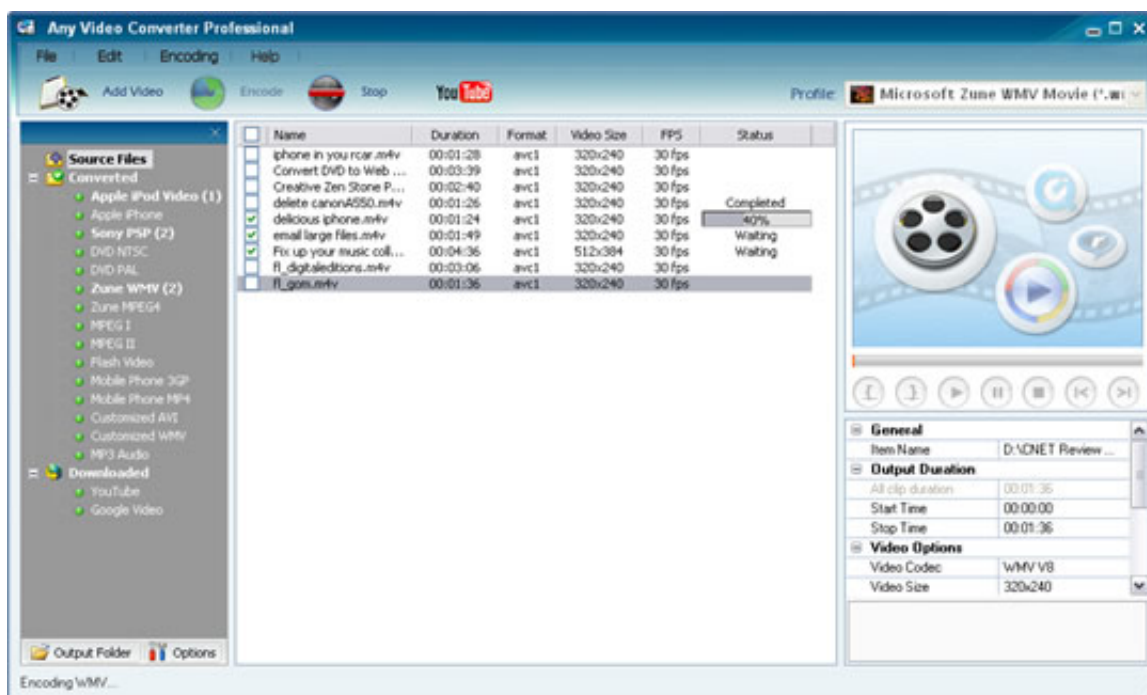 Any Video Converter Professional
File Edit Encoding Help
Add Video Encode Stop You Tube Profile: Microsoft Zune WMV Movie (*.w
Source Files
Converted
Apple iPod Video (1)
Apple iPhone
Sony PSP (2)
DVD NTSC
DVD PAL
Zune WMV (2)
Zune MPEG4
MPEG I
MPEG II
Flash Video
Mobile Phone 3GP
Mobile Phone MP4
Customized AVI
Customized WMV
MP3 Audio
Downloaded
YouTube
Google Video
Output Folder Options
Name Duration Format Video Size FPS Status
iphone in you rcar.m4v 00:01:28 avc1 320x240 30 fps
Convert DVD to Web ... 00:03:39 avc1 320x240 30 fps
Creative Zen Stone P... 00:02:40 avc1 320x240 30 fps
delete canonA550.m4v 00:01:26 avc1 320x240 30 fps Completed
delicious iphone.m4v 00:01:24 avc1 320x240 30 fps 40%
email large files.m4v 00:01:49 avc1 320x240 30 fps Waiting
Fix up your music coll... 00:04:36 avc1 512x384 30 fps Waiting
fl_digitaleditions.m4v 00:03:06 avc1 320x240 30 fps
fl_gom.m4v 00:01:36 avc1 320x240 30 fps
General
Item Name D:\CNET Review ...
Output Duration
All clip duration 00:01:36
Start Time 00:00:00
Stop Time 00:01:36
Video Options
Video Codec WMV V8
Video Size 320x240
Encoding WMV...